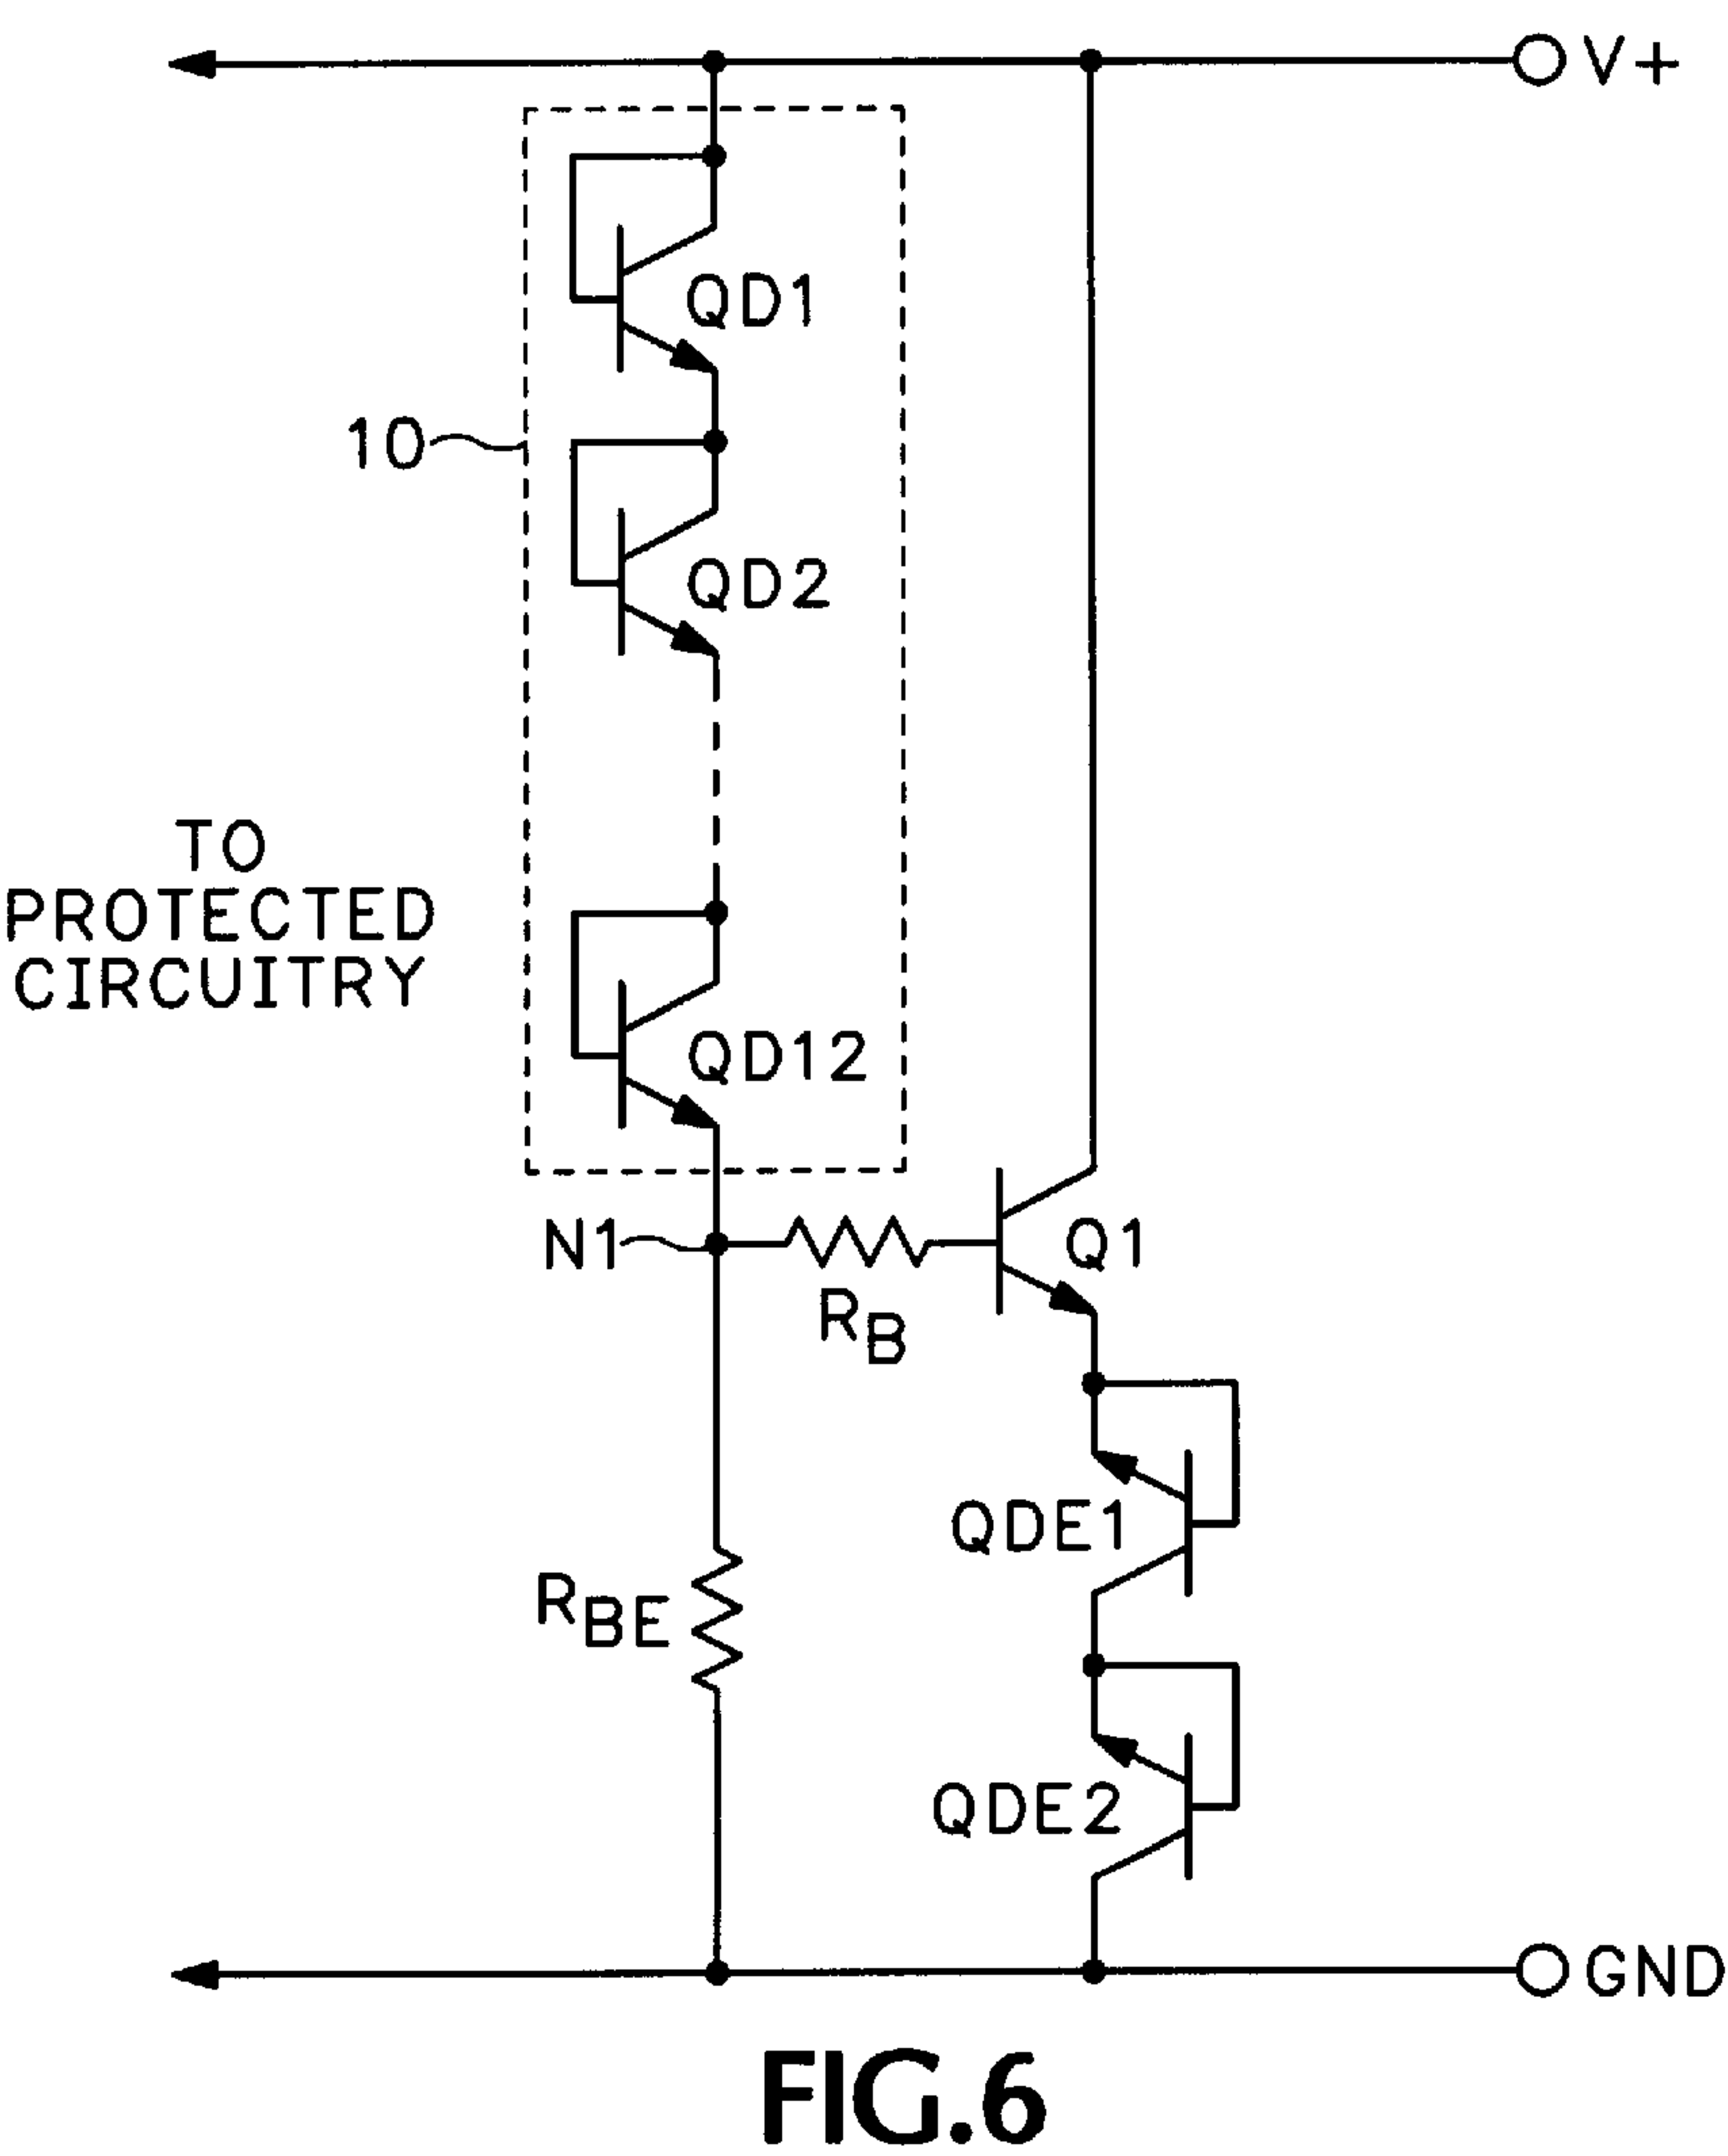 V+
QD1
10
QD2
TO
PROTECTED
CIRCUITRY
QD12
N1
Q1
RB
QDE1
RBE
QDE2
GND
FIG.6